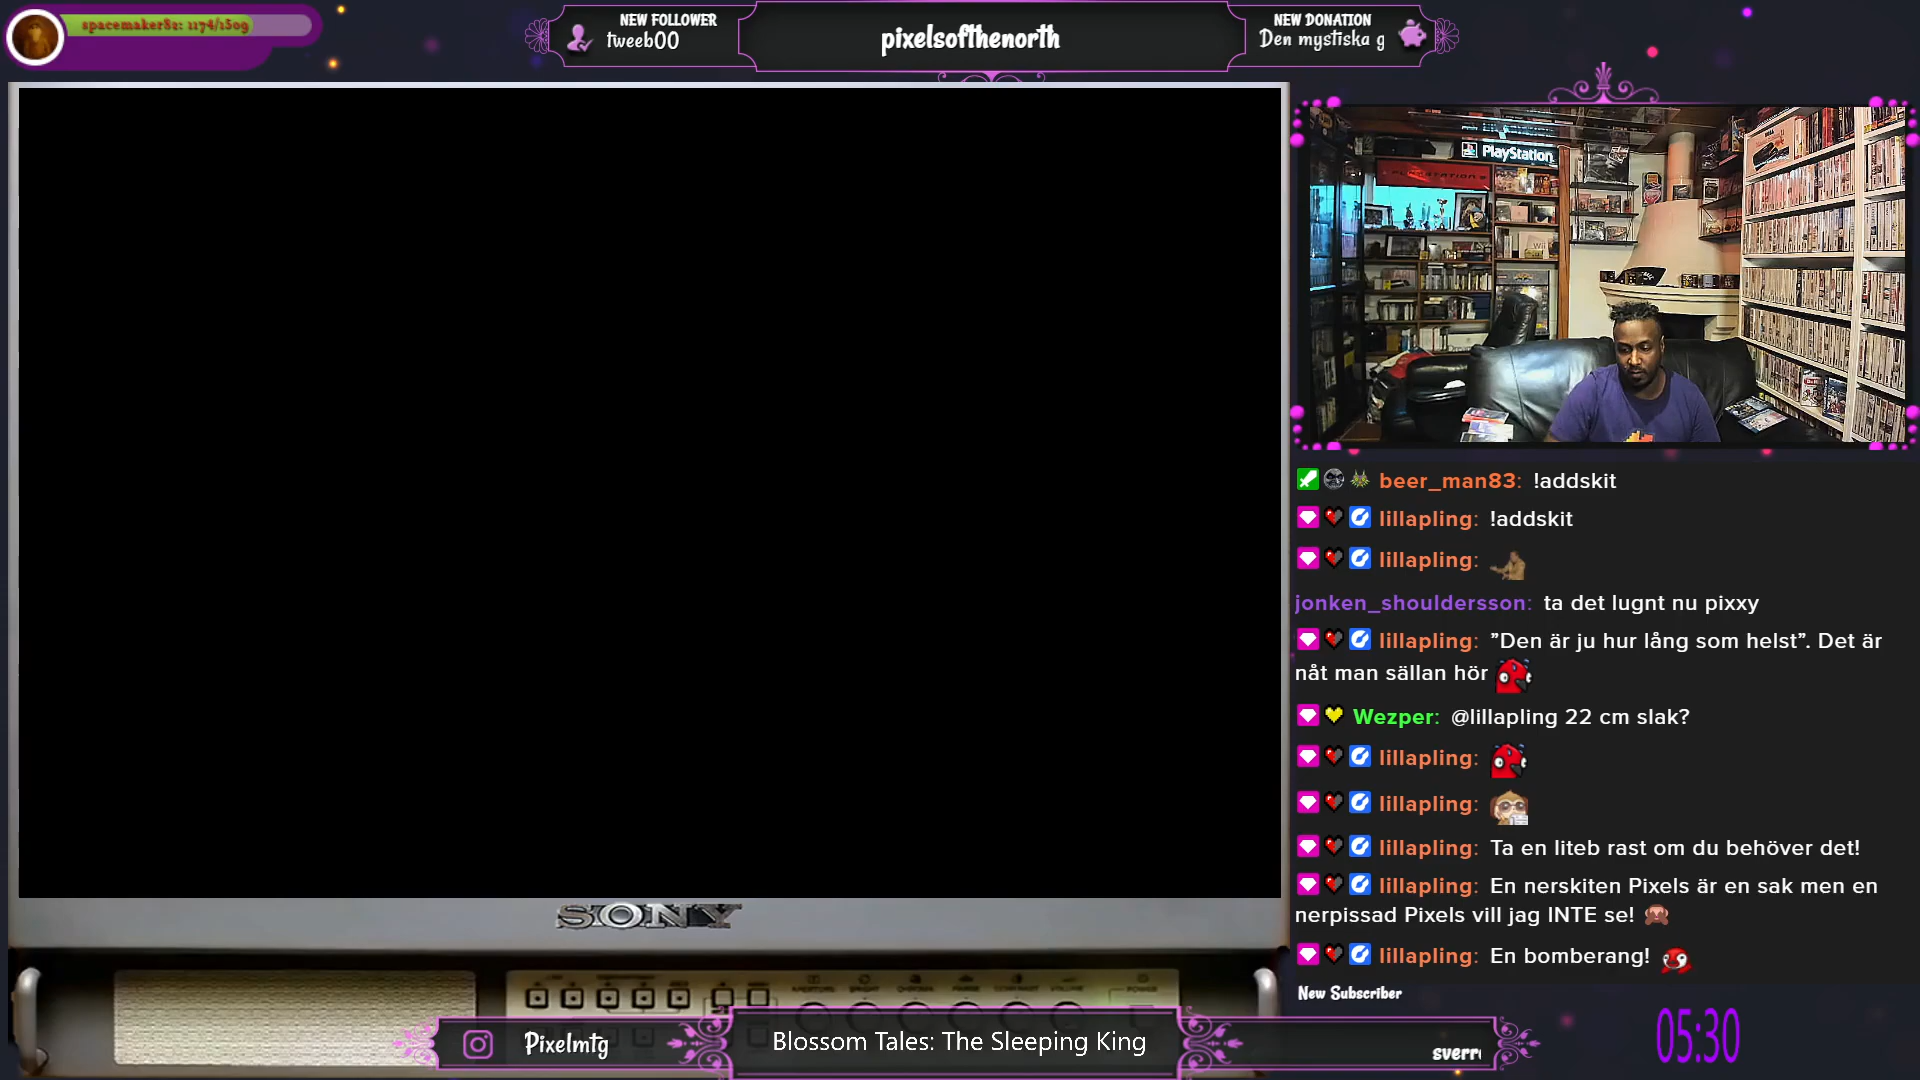 spacemaker82: 1174/1309
NEW FOLLOWER
tweeb00
pixelsofthenorth
NEW DONATION
Den mystiska g
PlayStation
beer_man83: !addskit
lillapling: !addskit
lillapling:
jonken_shouldersson: ta det lugnt nu pixxy
lillapling: ”Den är ju hur lång som helst”. Det är
nåt man sällan hör
Wezper: @lillapling 22 cm slak?
lillapling:
lillapling:
lillapling: Ta en liteb rast om du behöver det!
lillapling: En nerskiten Pixels är en sak men en
nerpissad Pixels vill jag INTE se!
lillapling: En bomberang!
SONY
New Subscriber
Pixelmtg
Blossom Tales: The Sleeping King
sverr
05:30